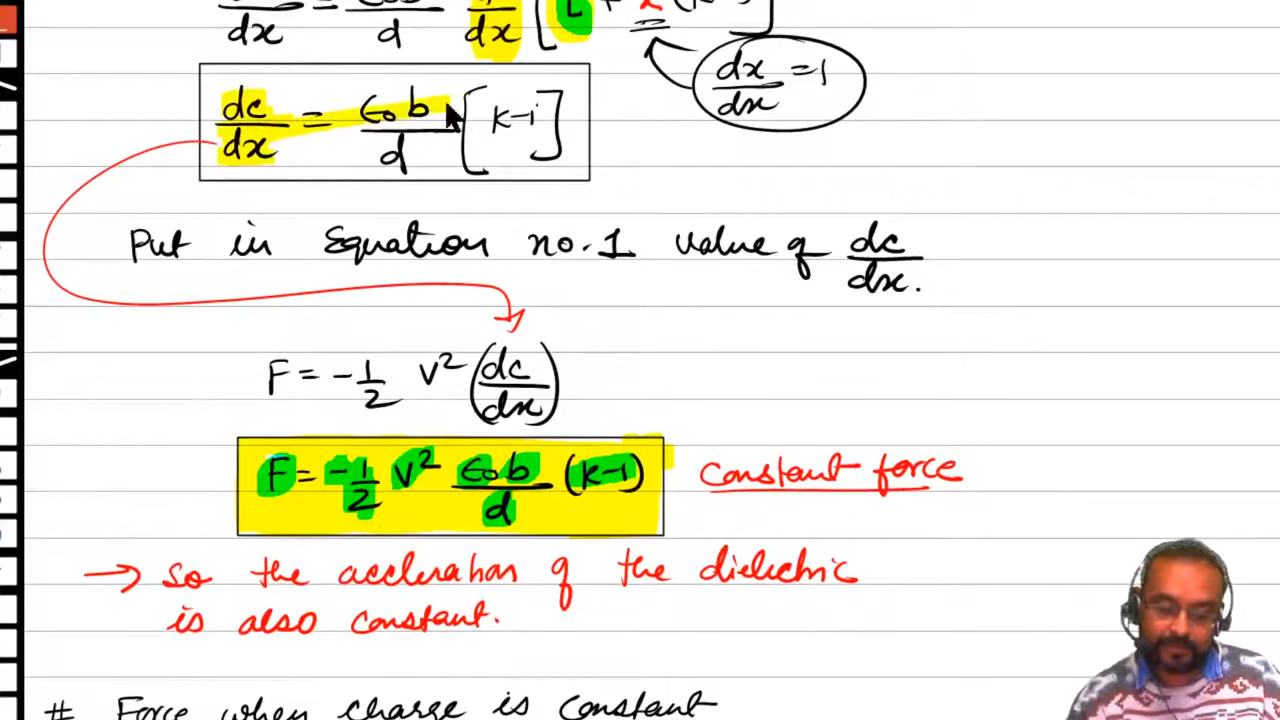 dc/dx = ε₀b/d [k-1]
dx/dx = 1
Put in Equation no.1 value of dc/dx.
F = -1/2 V² (dc/dx)
F = -1/2 V² ε₀b/d (k-1) constant force
→ so the accleration of the dielectric
is also constant.
# Force when charge is constant